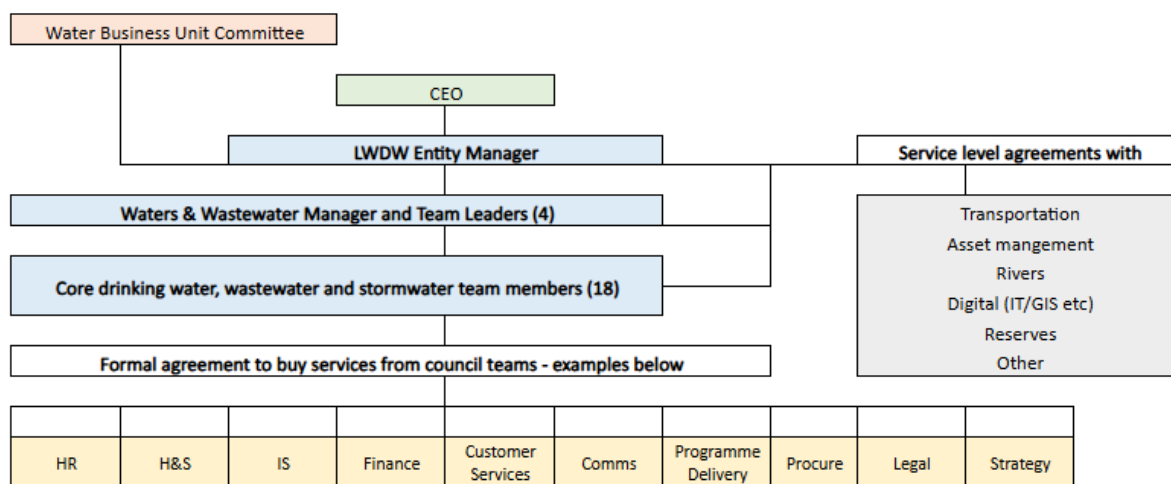 Water Business Unit Committee
CEO
LWDW Entity Manager
Service level agreements with
Waters & Wastewater Manager and Team Leaders (4)
Transportation
Asset mangement
Rivers
Digital (IT/GIS etc)
Reserves
Other
Core drinking water, wastewater and stormwater team members (18)
Formal agreement to buy services from council teams - examples below
HR
H&S
IS
Finance
Customer
Services
Comms
Programme
Delivery
Procure
Legal
Strategy